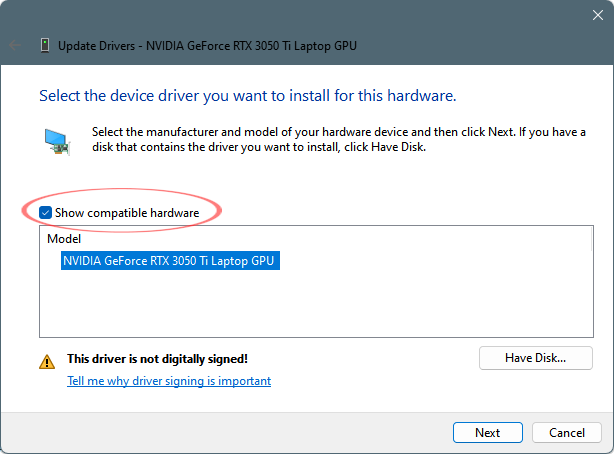 Update Drivers - NVIDIA GeForce RTX 3050 Ti Laptop GPU
Select the device driver you want to install for this hardware.
Select the manufacturer and model of your hardware device and then click Next. If you have a
disk that contains the driver you want to install, click Have Disk.
Show compatible hardware
Model
NVIDIA GeForce RTX 3050 Ti Laptop GPU
This driver is not digitally signed!
Have Disk...
Tell me why driver signing is important
Next
Cancel